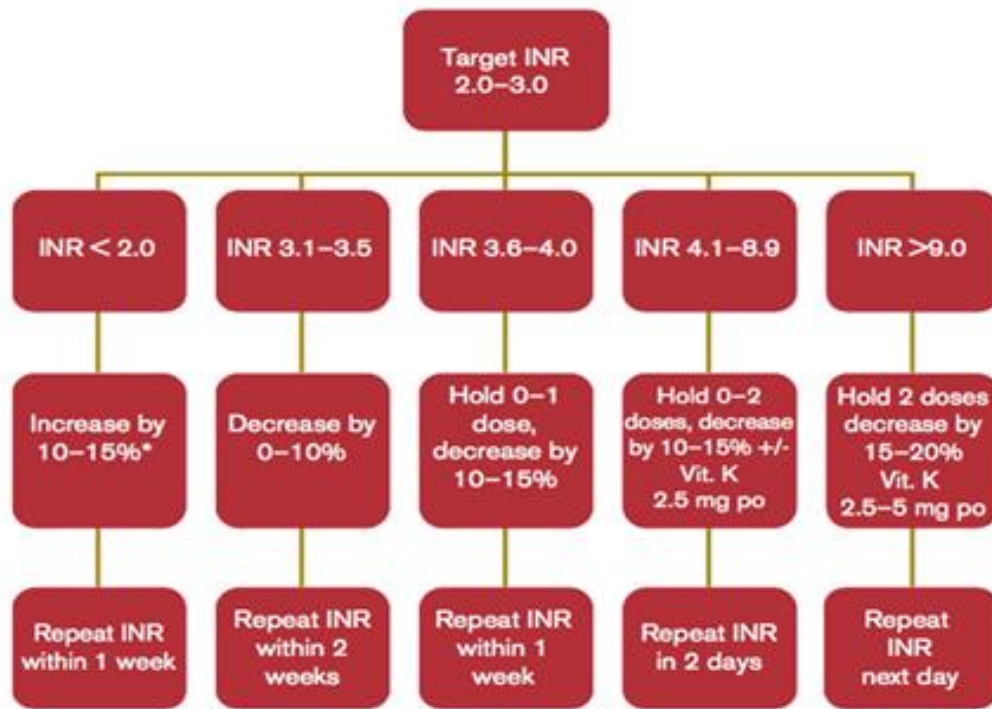 Target INR
2.0–3.0
INR < 2.0
INR 3.1–3.5
INR 3.6–4.0
INR 4.1–8.9
INR >9.0
Increase by
10–15%*
Decrease by
0–10%
Hold 0–1
dose,
decrease by
10–15%
Hold 0–2
doses, decrease
by 10–15% +/-
Vit. K
2.5 mg po
Hold 2 doses
decrease by
15–20%
Vit. K
2.5–5 mg po
Repeat INR
within 1 week
Repeat INR
within 2
weeks
Repeat INR
within 1
week
Repeat INR
in 2 days
Repeat
INR
next day